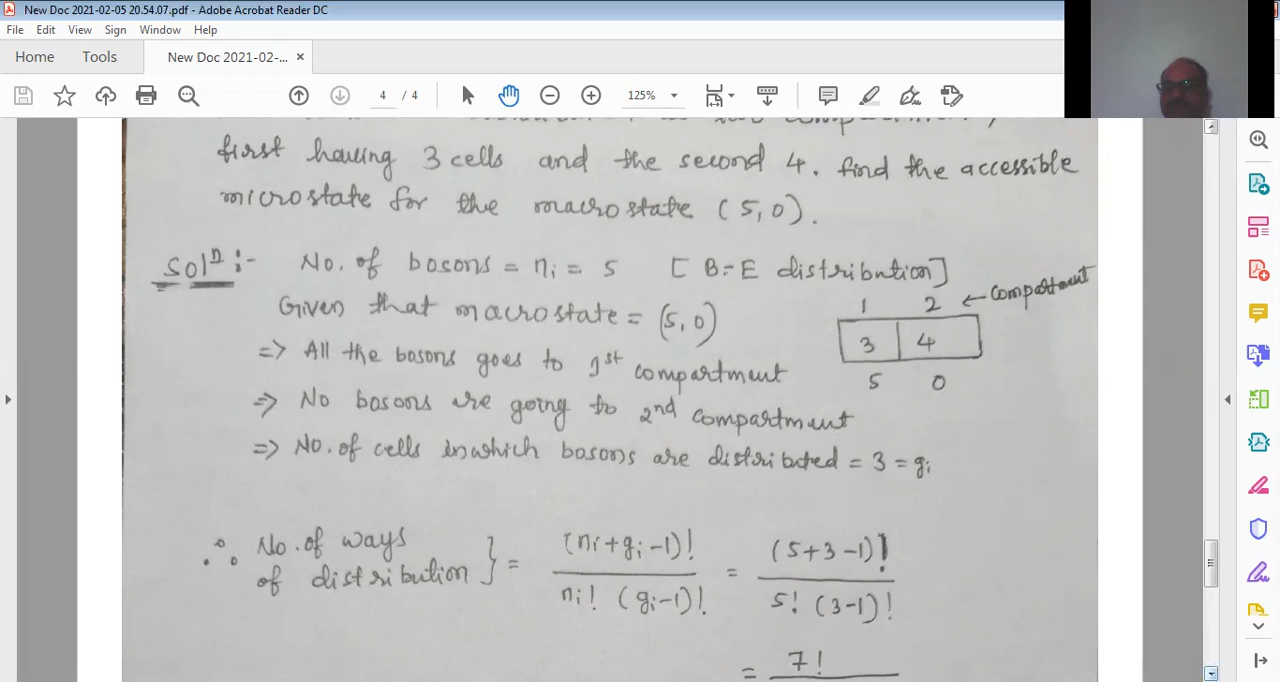 New Doc 2021-02-05 20.54.07.pdf - Adobe Acrobat Reader DC
File Edit View Sign Window Help
Home Tools New Doc 2021-02-... ×
4 / 4 125%
first having 3 cells and the second 4. find the accessible
microstate for the macrostate (5,0).
Solⁿ :- No. of bosons = ni = 5 [ B-E distribution]
1 2 ← compartment
Given that macrostate = (5,0)
3 4
=> All the bosons goes to 1st compartment
5 0
=> No bosons are going to 2nd compartment
=> No. of cells in which bosons are distributed = 3 = gi
∴ No. of ways of distribution } = (ni+gi-1)! / ni! (gi-1)! = (5+3-1)! / 5! (3-1)!
= 7!